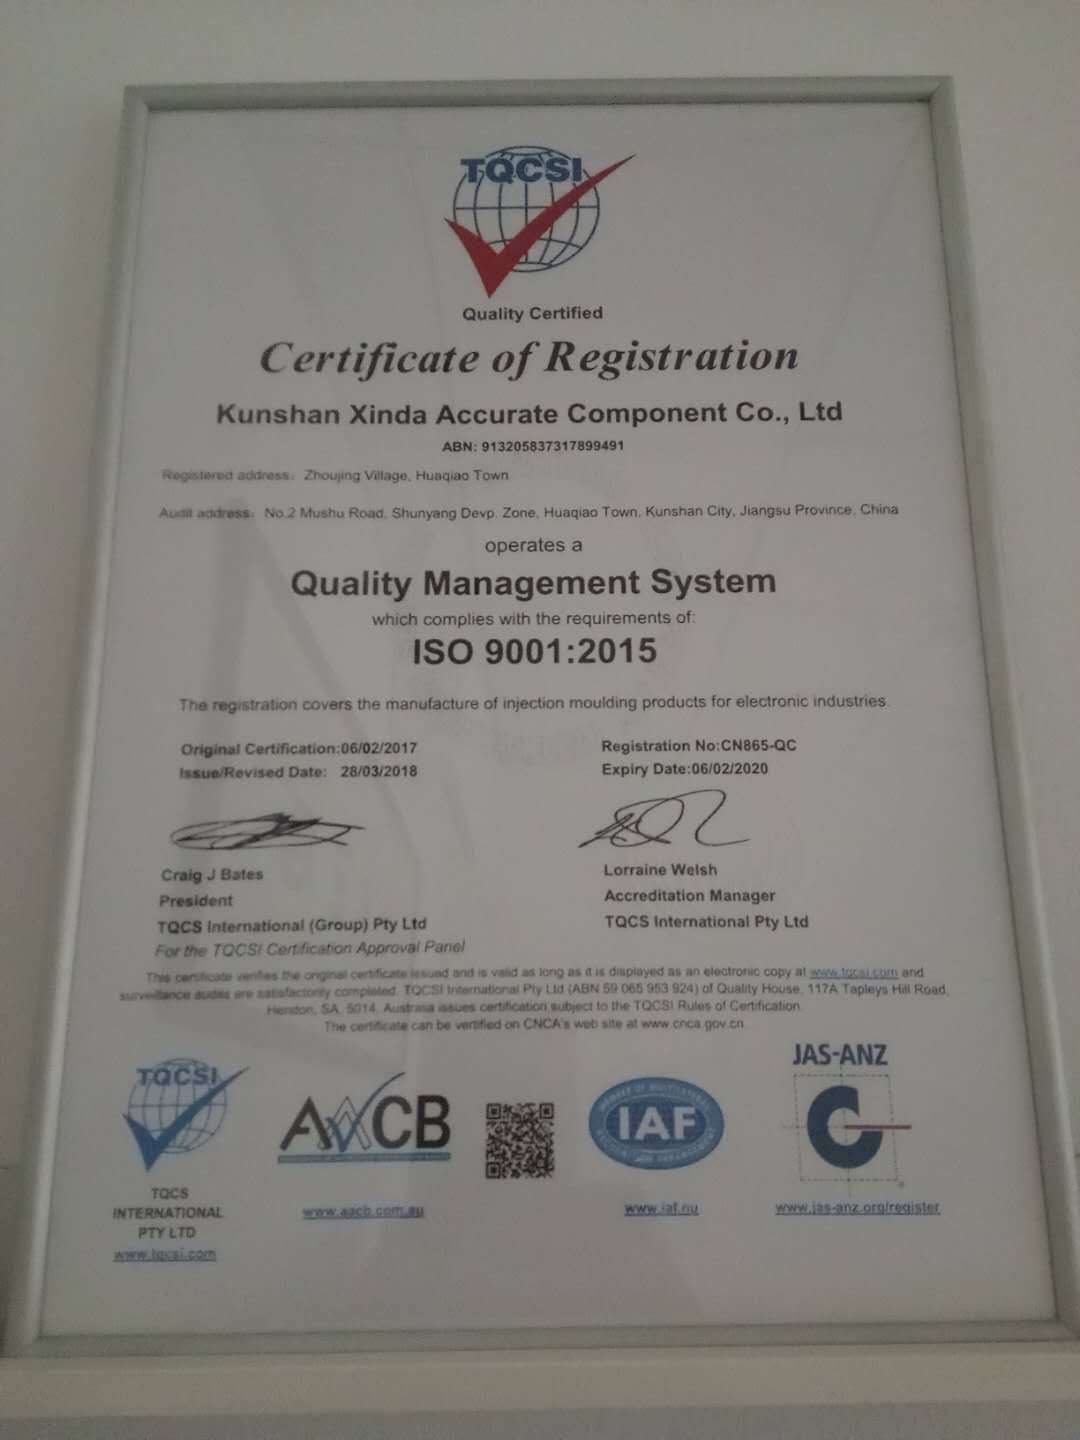 TQCSI
Quality Certified
Certificate of Registration
Kunshan Xinda Accurate Component Co., Ltd
ABN: 913205837317899491
Registered address: Zhoujing Village, Huaqiao Town
Audit address: No.2 Mushu Road, Shunyang Devp. Zone, Huaqiao Town, Kunshan City, Jiangsu Province, China
operates a
Quality Management System
which complies with the requirements of:
ISO 9001:2015
The registration covers the manufacture of injection moulding products for electronic industries.
Original Certification:06/02/2017
Issue/Revised Date: 28/03/2018
Registration No:CN865-QC
Expiry Date:06/02/2020
Craig J Bates
President
TQCS International (Group) Pty Ltd
For the TQCSI Certification Approval Panel
Lorraine Welsh
Accreditation Manager
TQCS International Pty Ltd
This certificate verifies the original certificate issued and is valid as long as it is displayed as an electronic copy at www.tqcsi.com and
surveillance audits are satisfactorily completed. TQCSI International Pty Ltd (ABN 59 065 953 924) of Quality House, 117A Tapleys Hill Road,
Hendon, SA, 5014, Australia issues certification subject to the TQCSI Rules of Certification.
The certificate can be vertified on CNCA's web site at www.cnca.gov.cn
TQCSI
TQCS
INTERNATIONAL
PTY LTD
www.tqcsi.com
AACB
www.aacb.com.au
IAF
www.iaf.nu
JAS-ANZ
www.jas-anz.org/register